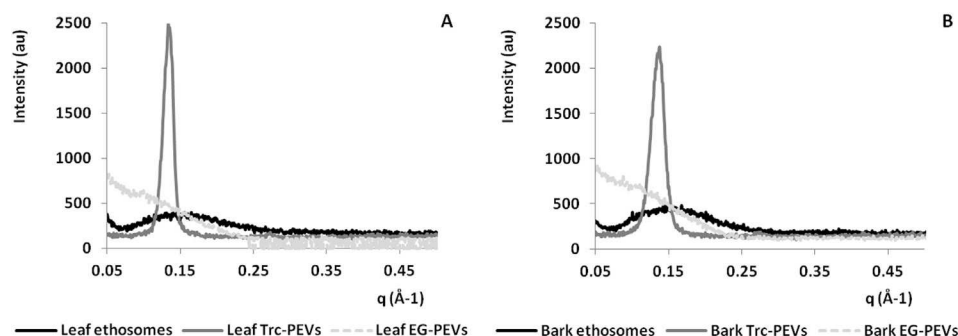 A
Intensity (au)
2500
2000
1500
1000
500
0
0.05 0.15 0.25 0.35 0.45
q (Å-1)
Leaf ethosomes Leaf Trc-PEVs Leaf EG-PEVs
B
Intensity (au)
2500
2000
1500
1000
500
0
0.05 0.15 0.25 0.35 0.45
q (Å-1)
Bark ethosomes Bark Trc-PEVs Bark EG-PEVs